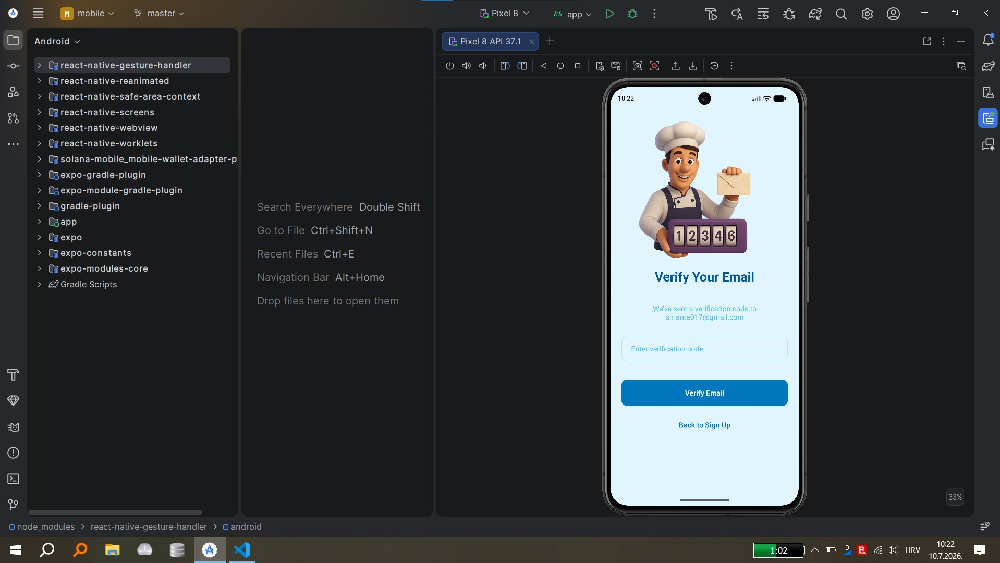 M mobile
master
Pixel 8
app
Android
react-native-gesture-handler
react-native-reanimated
react-native-safe-area-context
react-native-screens
react-native-webview
react-native-worklets
solana-mobile_mobile-wallet-adapter-p
expo-gradle-plugin
expo-module-gradle-plugin
gradle-plugin
app
expo
expo-constants
expo-modules-core
Gradle Scripts
Search Everywhere Double Shift
Go to File Ctrl+Shift+N
Recent Files Ctrl+E
Navigation Bar Alt+Home
Drop files here to open them
Pixel 8 API 37.1
10:22
1 2 3 4 6
Verify Your Email
We've sent a verification code to
smante017@gmail.com
Enter verification code
Verify Email
Back to Sign Up
33%
node_modules > react-native-gesture-handler > android
1:02
40
HRV
10:22
10.7.2026.